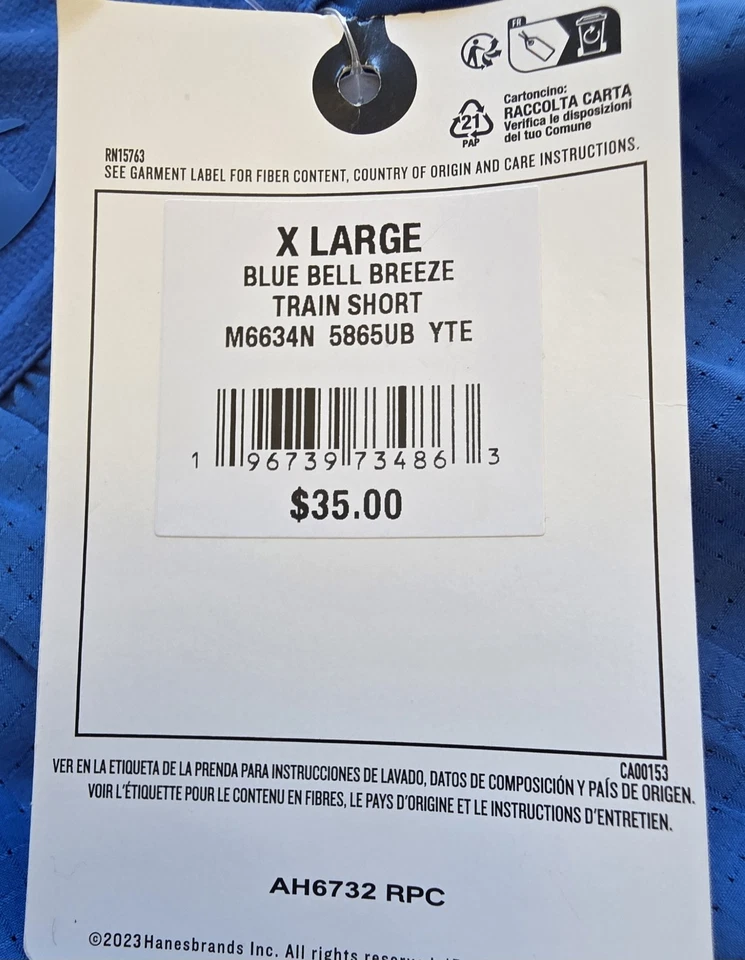 FR
21
PAP
Cartoncino:
RACCOLTA CARTA
Verifica le disposizioni
del tuo Comune
RN15763
SEE GARMENT LABEL FOR FIBER CONTENT, COUNTRY OF ORIGIN AND CARE INSTRUCTIONS.
X LARGE
BLUE BELL BREEZE
TRAIN SHORT
M6634N 5865UB YTE
1 96739 73486 3
$35.00
CA00153
VER EN LA ETIQUETA DE LA PRENDA PARA INSTRUCCIONES DE LAVADO, DATOS DE COMPOSICIÓN Y PAÍS DE ORIGEN.
VOIR L'ÉTIQUETTE POUR LE CONTENU EN FIBRES, LE PAYS D'ORIGINE ET LE INSTRUCTIONS D'ENTRETIEN.
AH6732 RPC
©2023 Hanesbrands Inc. All rights